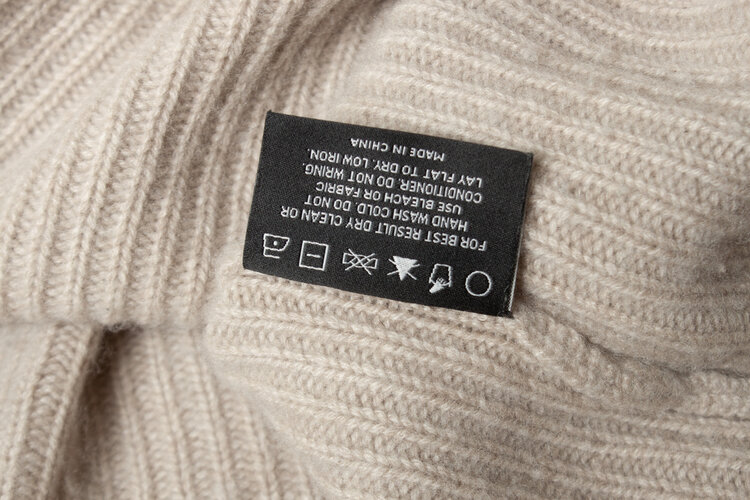 FOR BEST RESULT DRY CLEAN OR
HAND WASH COLD. DO NOT
USE BLEACH OR FABRIC
CONDITIONER. DO NOT WRING.
LAY FLAT TO DRY. LOW IRON.
MADE IN CHINA